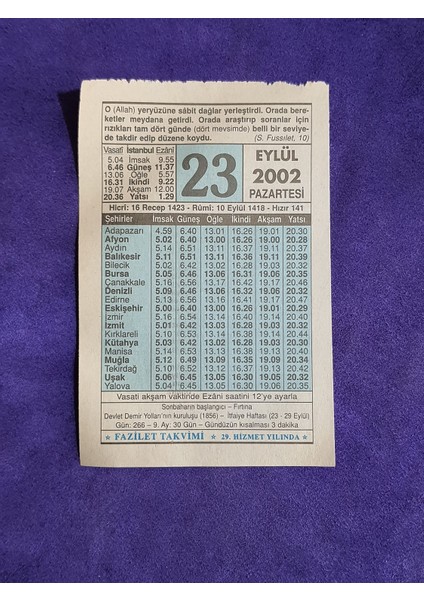 O (Allah) yeryüzüne sâbit dağlar yerleştirdi. Orada bere-
ketler meydana getirdi. Orada araştırıp soranlar için
rızıkları tam dört günde (dört mevsimde) belli bir seviye-
de takdir edip düzene koydu. (S. Fussılet, 10)
Vasatî İstanbul Ezânî
5.04 İmsak 9.55
6.46 Güneş 11.37
13.06 Öğle 5.57
16.31 İkindi 9.22
19.07 Akşam 12.00
20.36 Yatsı 1.29
23
EYLÜL
2002
PAZARTESİ
Hicrî: 16 Recep 1423 - Rûmî: 10 Eylül 1418 - Hızır 141
Şehirler İmsak Güneş Öğle İkindi Akşam Yatsı
Adapazarı 4.59 6.40 13.01 16.26 19.01 20.30
Afyon 5.02 6.40 13.00 16.26 19.00 20.28
Aydın 5.14 6.51 13.11 16.38 19.11 20.38
Balıkesir 5.11 6.51 13.11 16.36 19.11 20.39
Bilecik 5.02 6.42 13.02 16.28 19.03 20.31
Bursa 5.05 6.46 13.06 16.31 19.06 20.35
Çanakkale 5.16 6.56 13.17 16.42 19.17 20.46
Denizli 5.09 6.46 13.06 16.32 19.06 20.32
Edirne 5.13 6.56 13.16 16.41 19.17 20.47
Eskişehir 5.00 6.40 13.00 16.26 19.01 20.29
İzmir 5.16 6.54 13.14 16.40 19.14 20.40
İzmit 5.01 6.42 13.03 16.28 19.03 20.32
Kırklareli 5.10 6.53 13.14 16.38 19.14 20.44
Kütahya 5.03 6.42 13.02 16.28 19.03 20.31
Manisa 5.14 6.53 13.13 16.38 19.13 20.40
Muğla 5.12 6.49 13.09 16.35 19.09 20.34
Tekirdağ 5.10 6.52 13.12 16.37 19.13 20.42
Uşak 5.06 6.45 13.05 16.30 19.05 20.32
Yalova 5.04 6.45 13.05 16.30 19.06 20.35
Vasati akşam vaktinde Ezâni saatini 12'ye ayarla
Sonbaharın başlangıcı – Fırtına
Devlet Demir Yolları'nın kuruluşu (1856) – İtfaiye Haftası (23 - 29 Eylül)
Gün: 266 – 9. Ay: 30 Gün – Gündüzün kısalması 3 dakika
FAZİLET TAKVİMİ 29. HİZMET YILINDA